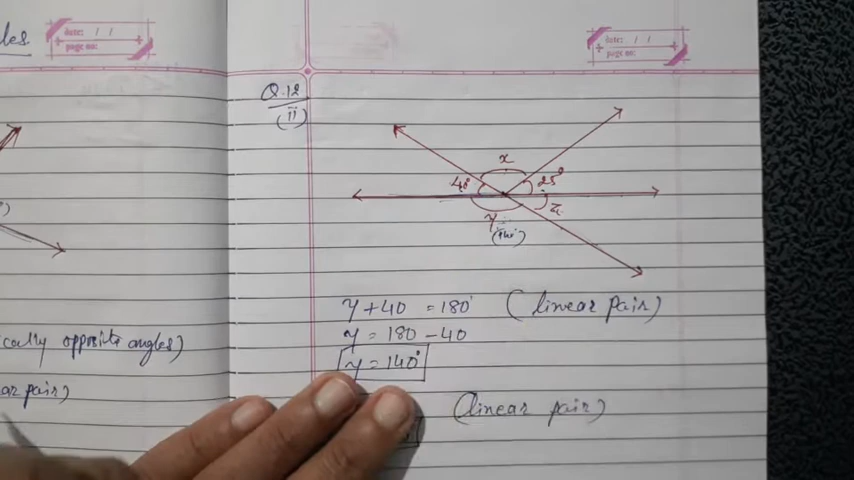 les
date: / /
page no:
date: / /
page no:
Q.12
(ii)
x
40°
25°
y
z
(140°)
y + 40 = 180° (linear pair)
y = 180 - 40
y = 140°
cally opposite angles)
ar pair)
(linear pair)